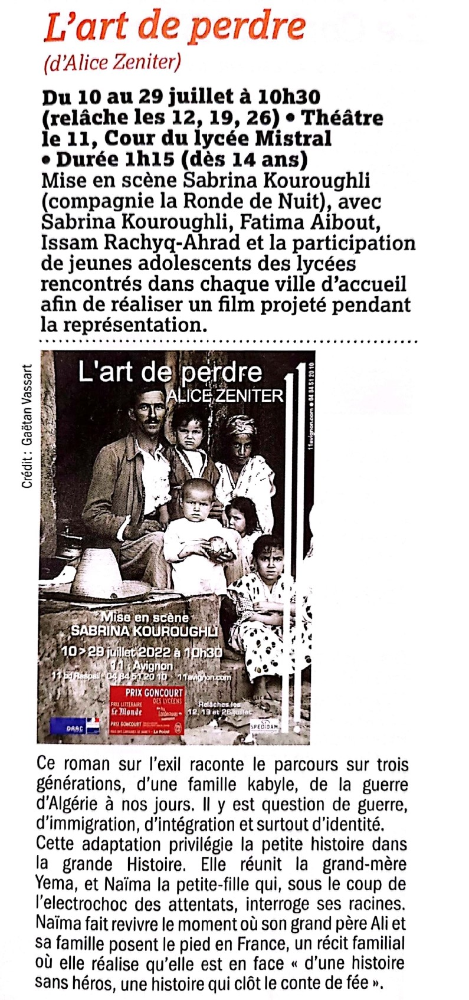 L'art de perdre
(d'Alice Zeniter)
Du 10 au 29 juillet à 10h30
(relâche les 12, 19, 26) • Théâtre
le 11, Cour du lycée Mistral
• Durée 1h15 (dès 14 ans)
Mise en scène Sabrina Kouroughli
(compagnie la Ronde de Nuit), avec
Sabrina Kouroughli, Fatima Aibout,
Issam Rachyq-Ahrad et la participation
de jeunes adolescents des lycées
rencontrés dans chaque ville d'accueil
afin de réaliser un film projeté pendant
la représentation.
Crédit : Gaëtan Vassart
L'art de perdre
ALICE ZENITER
11
11avignon.com • 04 84 51 20 10
Mise en scène
SABRINA KOUROUGHLI
10 > 29 juillet 2022 à 10h30
11 • Avignon
11 bd Raspail - 04 84 51 20 10 - 11avignon.com
PRIX GONCOURT
DES LYCÉENS
PRIX LITTÉRAIRE
Le Monde
Landerneau
PRIX GONCOURT
Le Point
Relâches les
12, 19 et 26 juillet
DRAC
SPEDIDAM
Ce roman sur l'exil raconte le parcours sur trois
générations, d'une famille kabyle, de la guerre
d'Algérie à nos jours. Il y est question de guerre,
d'immigration, d'intégration et surtout d'identité.
Cette adaptation privilégie la petite histoire dans
la grande Histoire. Elle réunit la grand-mère
Yema, et Naïma la petite-fille qui, sous le coup de
l'electrochoc des attentats, interroge ses racines.
Naïma fait revivre le moment où son grand père Ali et
sa famille posent le pied en France, un récit familial
où elle réalise qu'elle est en face « d'une histoire
sans héros, une histoire qui clôt le conte de fée ».